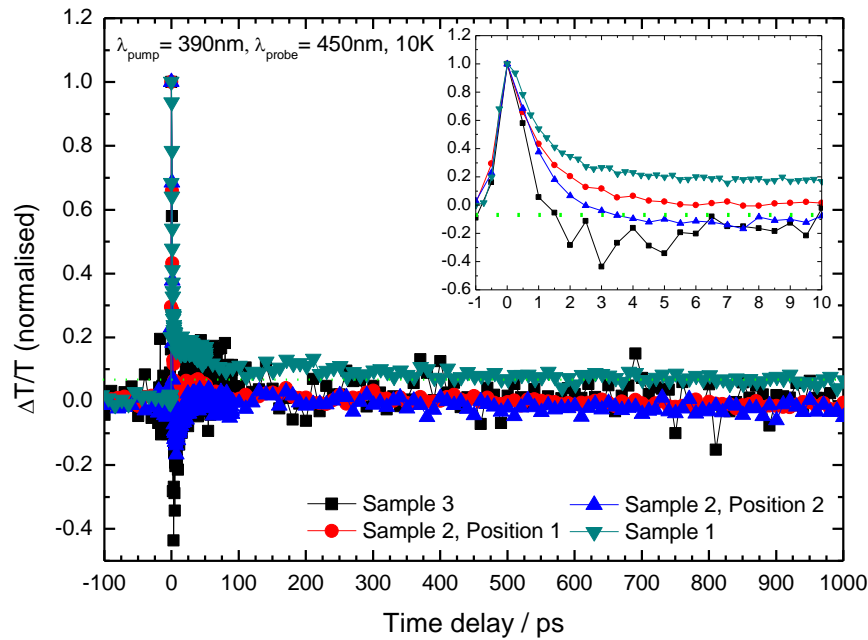 λpump= 390nm, λprobe= 450nm, 10K
1.0
0.8
0.6
0.4
0.2
0.0
-0.2
-0.4
ΔT/T (normalised)
-100 0 100 200 300 400 500 600 700 800 900 1000
Time delay / ps
1.2
1.0
0.8
0.6
0.4
0.2
0.0
-0.2
-0.4
-0.6
-1 0 1 2 3 4 5 6 7 8 9 10
Sample 3
Sample 2, Position 1
Sample 2, Position 2
Sample 1